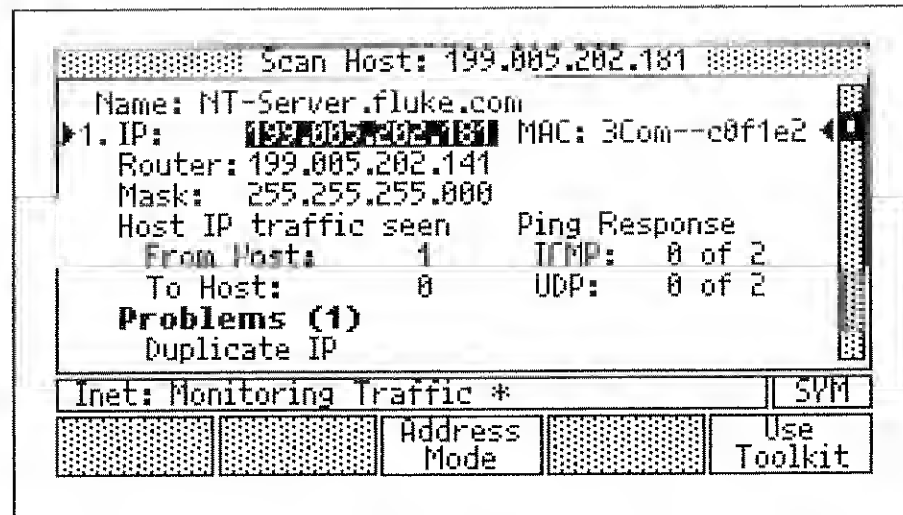 Scan Host: 199.005.202.181
Name: NT-Server.fluke.com
1. IP: 199.005.202.181 MAC: 3Com--c0f1e2
Router: 199.005.202.141
Mask: 255.255.255.000
Host IP traffic seen Ping Response
From Host: 1 ICMP: 0 of 2
To Host: 0 UDP: 0 of 2
Problems (1)
Duplicate IP
Inet: Monitoring Traffic * SYM
Address Mode
Use Toolkit